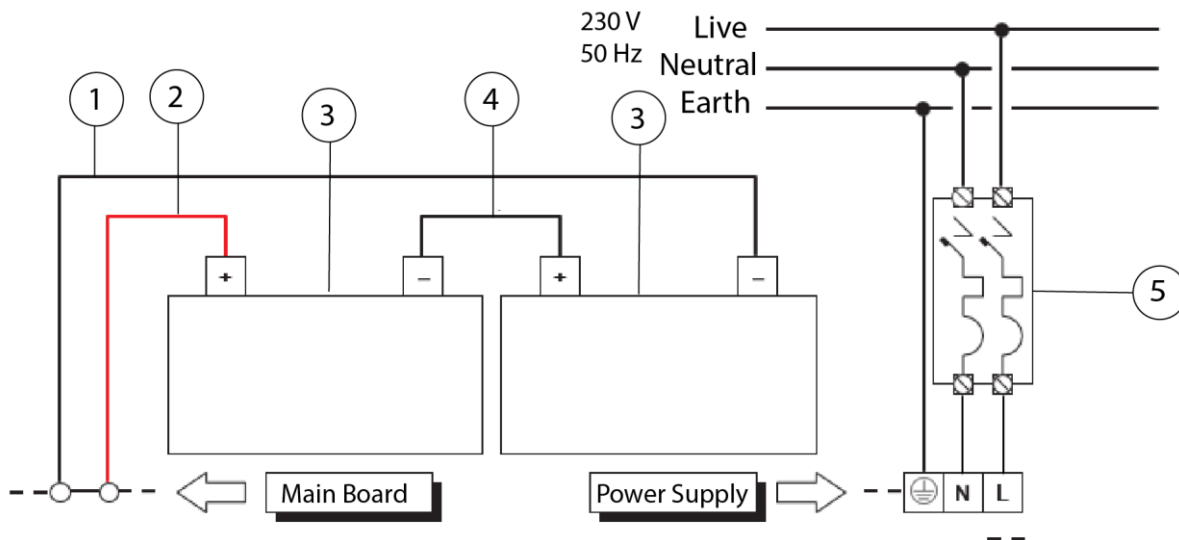 230 V Live
50 Hz Neutral
Earth
1 2 3 4 3
+ − + −
5
Main Board Power Supply N L